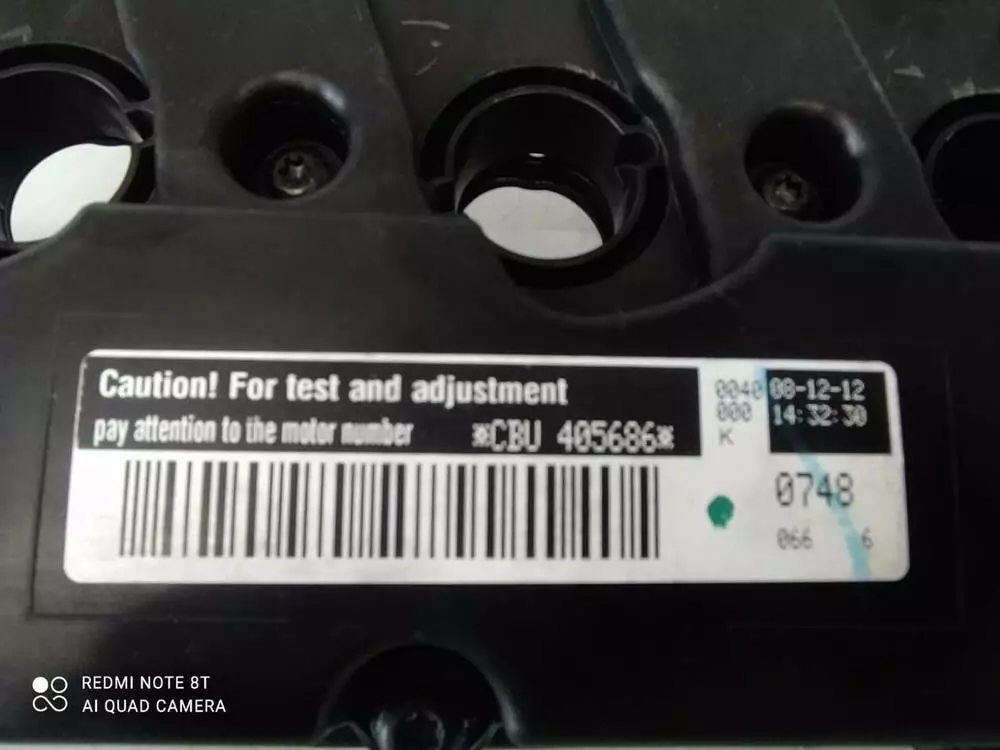 Caution! For test and adjustment
pay attention to the motor number *CBU 405686*
0040 08-12-12
000 14:32:30
K
0748
066 6
REDMI NOTE 8T
AI QUAD CAMERA